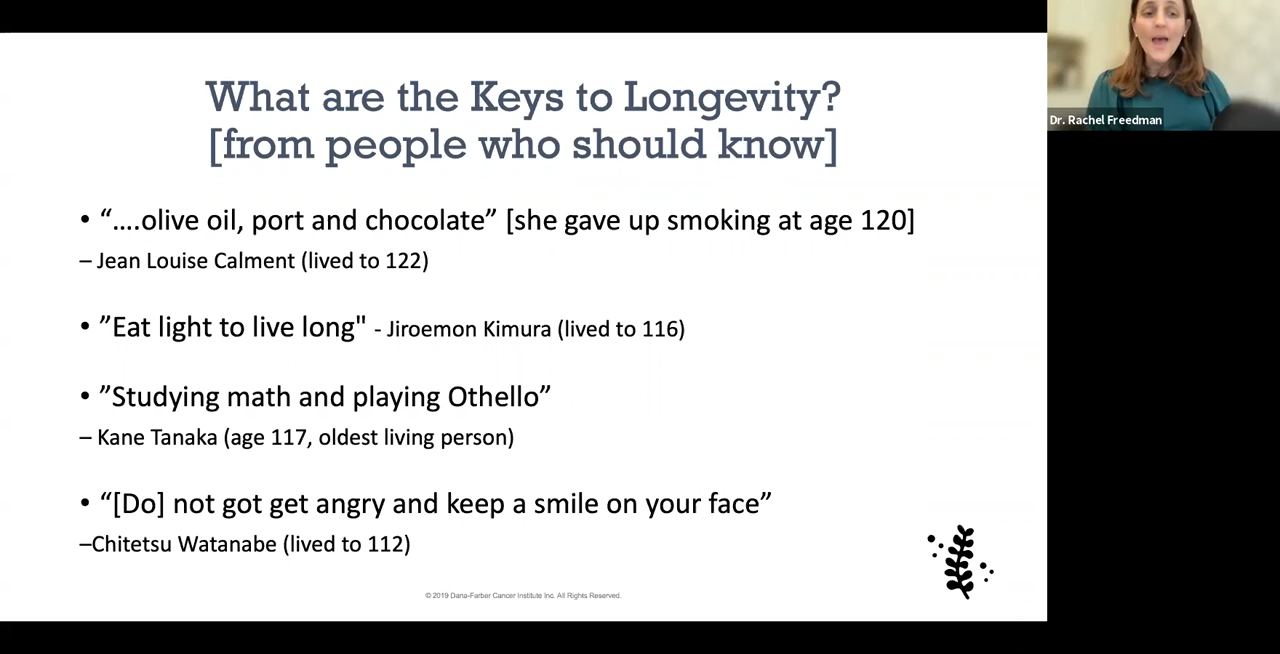 What are the Keys to Longevity?
[from people who should know]
• “....olive oil, port and chocolate” [she gave up smoking at age 120]
– Jean Louise Calment (lived to 122)
• ”Eat light to live long" - Jiroemon Kimura (lived to 116)
• ”Studying math and playing Othello”
– Kane Tanaka (age 117, oldest living person)
• “[Do] not got get angry and keep a smile on your face”
–Chitetsu Watanabe (lived to 112)
© 2019 Dana-Farber Cancer Institute Inc. All Rights Reserved.
Dr. Rachel Freedman